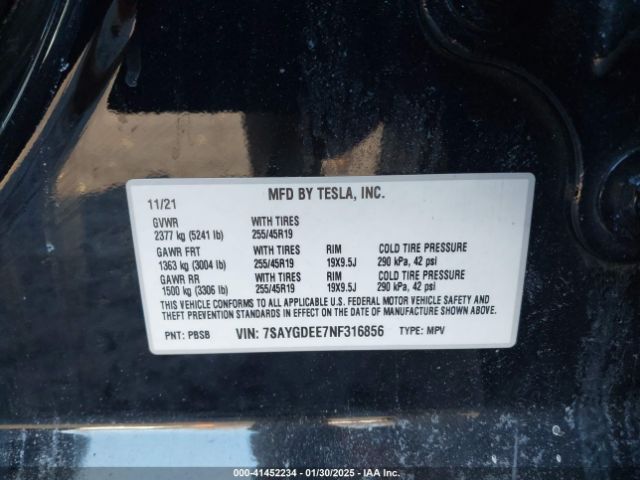 MFD BY TESLA, INC.
11/21
GVWR WITH TIRES
2377 kg (5241 lb) 255/45R19
GAWR FRT WITH TIRES RIM COLD TIRE PRESSURE
1363 kg (3004 lb) 255/45R19 19X9.5J 290 kPa, 42 psi
GAWR RR WITH TIRES RIM COLD TIRE PRESSURE
1500 kg (3306 lb) 255/45R19 19X9.5J 290 kPa, 42 psi
THIS VEHICLE CONFORMS TO ALL APPLICABLE U.S. FEDERAL MOTOR VEHICLE SAFETY AND
THEFT PREVENTION STANDARDS IN EFFECT ON THE DATE OF MANUFACTURE SHOWN ABOVE.
PNT: PBSB VIN: 7SAYGDEE7NF316856 TYPE: MPV
000-41452234 - 01/30/2025 - IAA Inc.